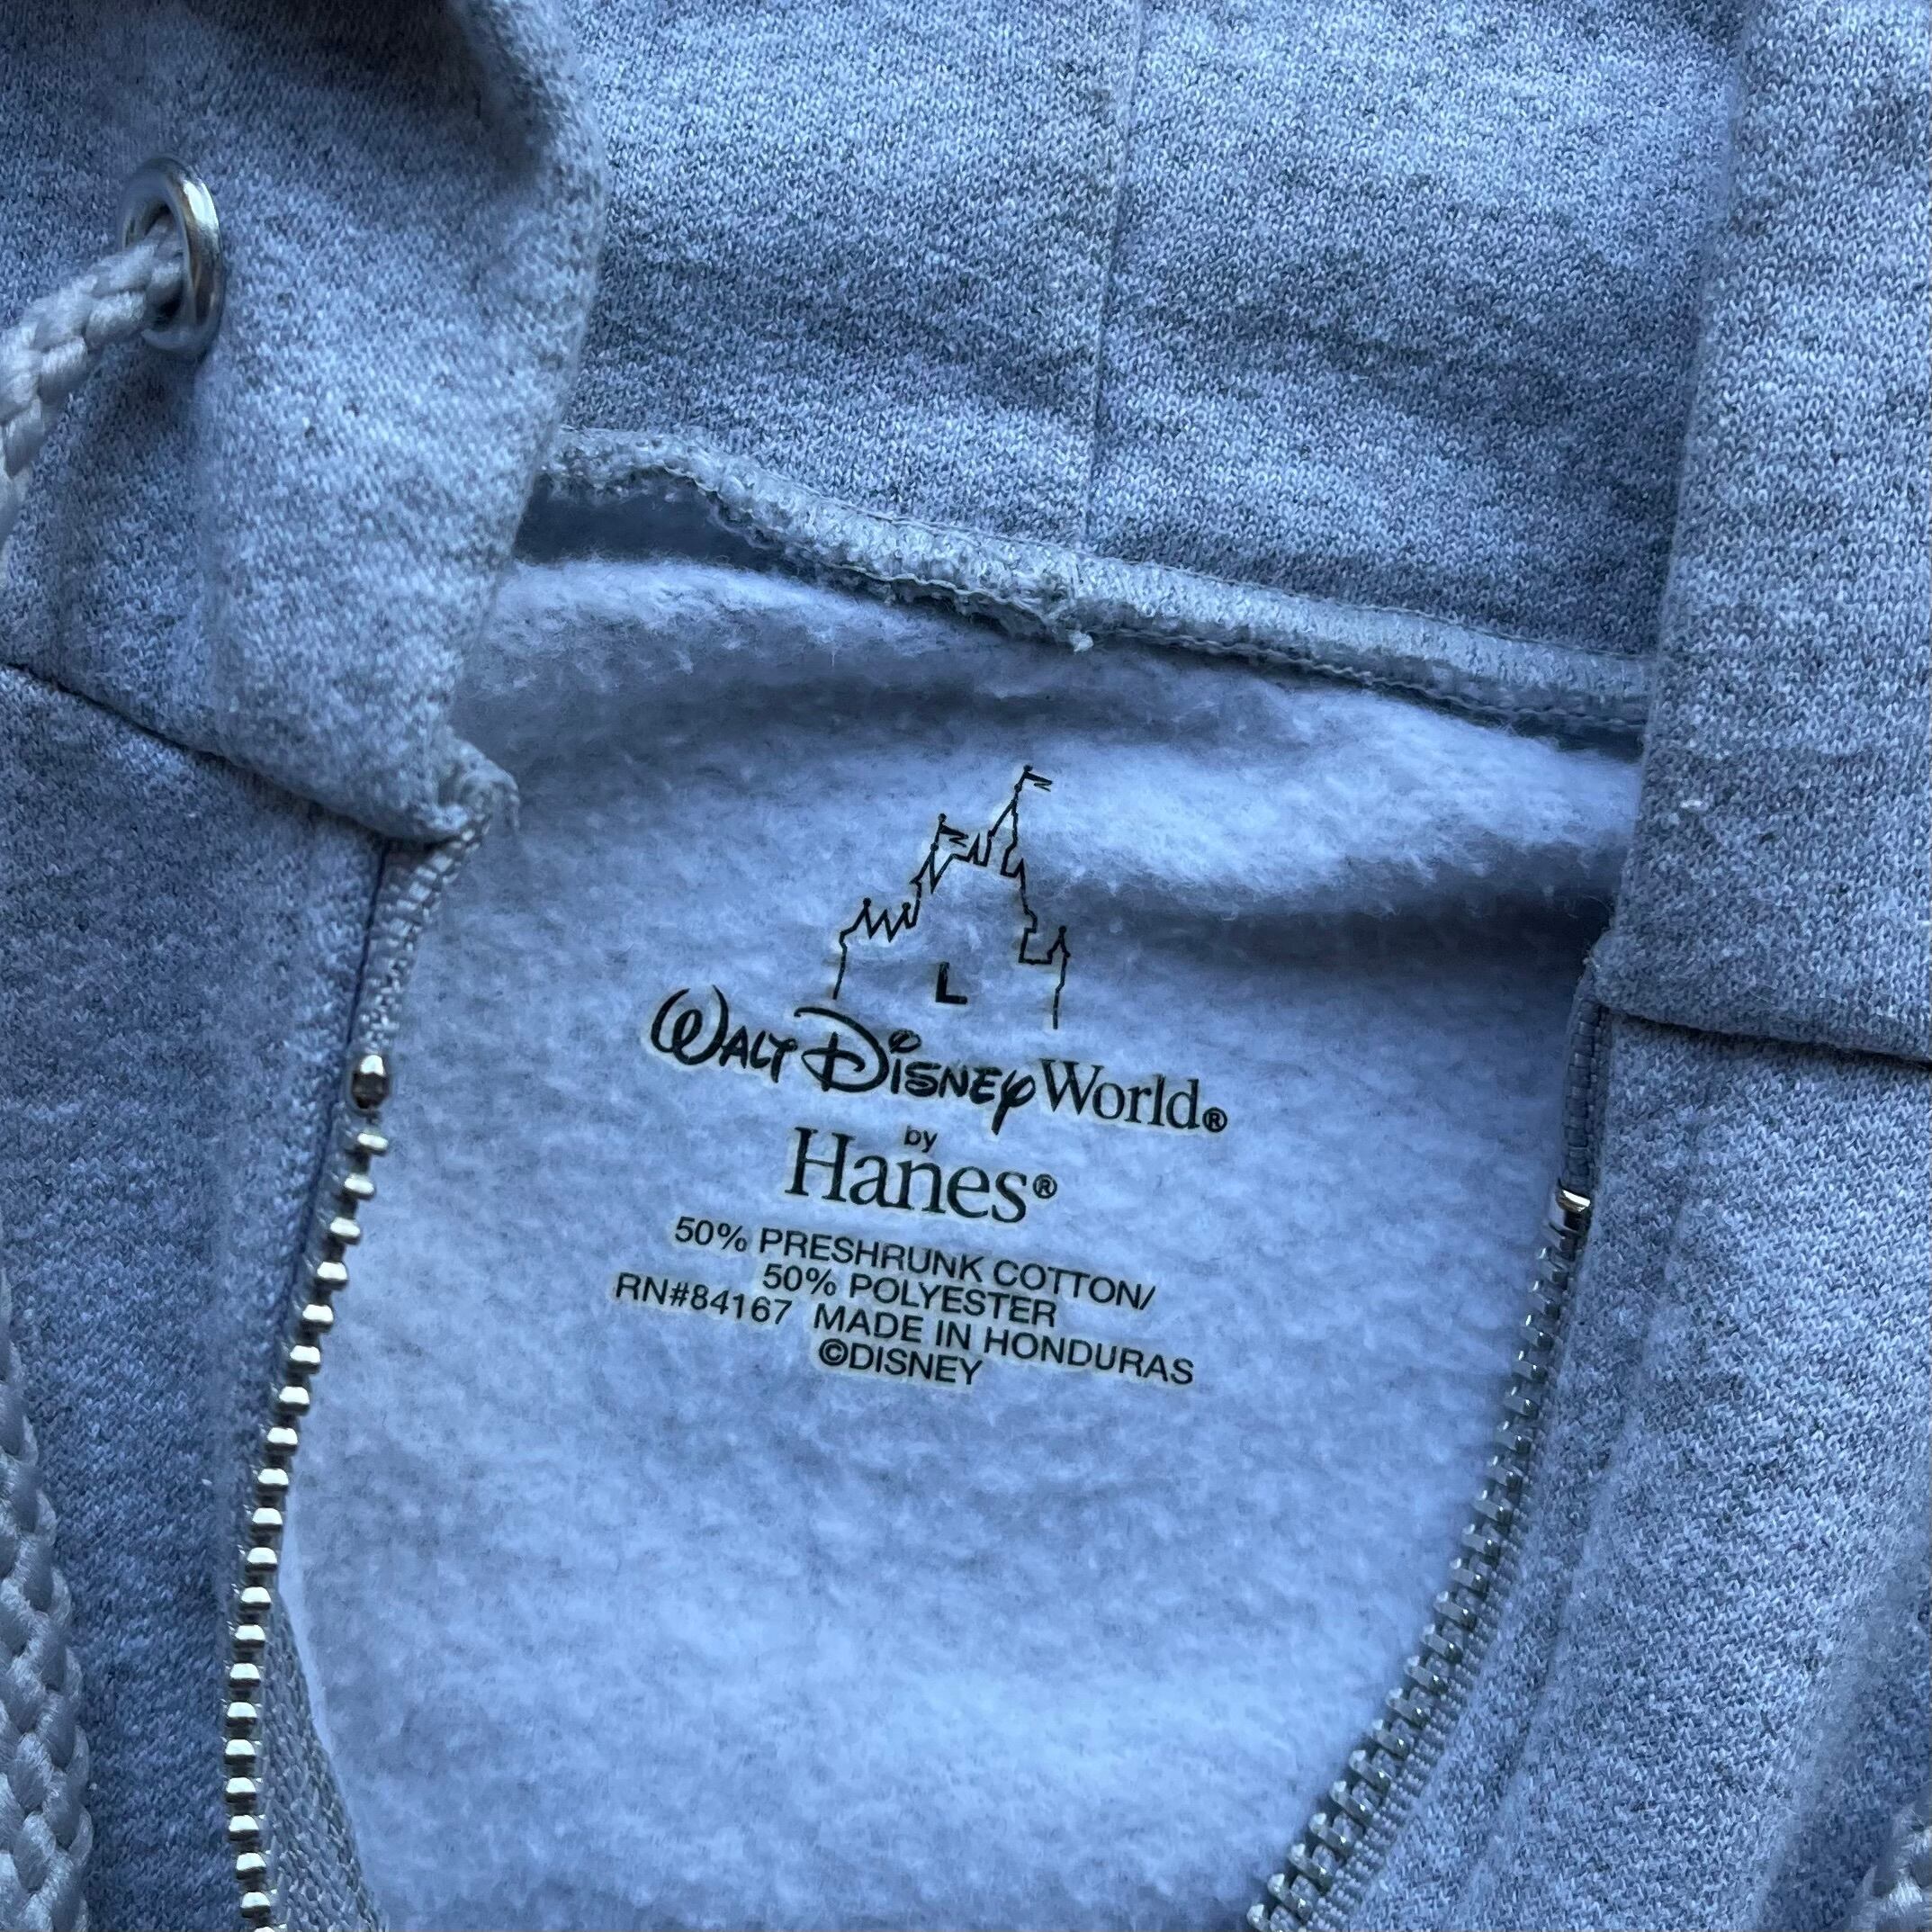 L
WALT DISNEY World®
by
Hanes®
50% PRESHRUNK COTTON/
50% POLYESTER
RN#84167 MADE IN HONDURAS
©DISNEY